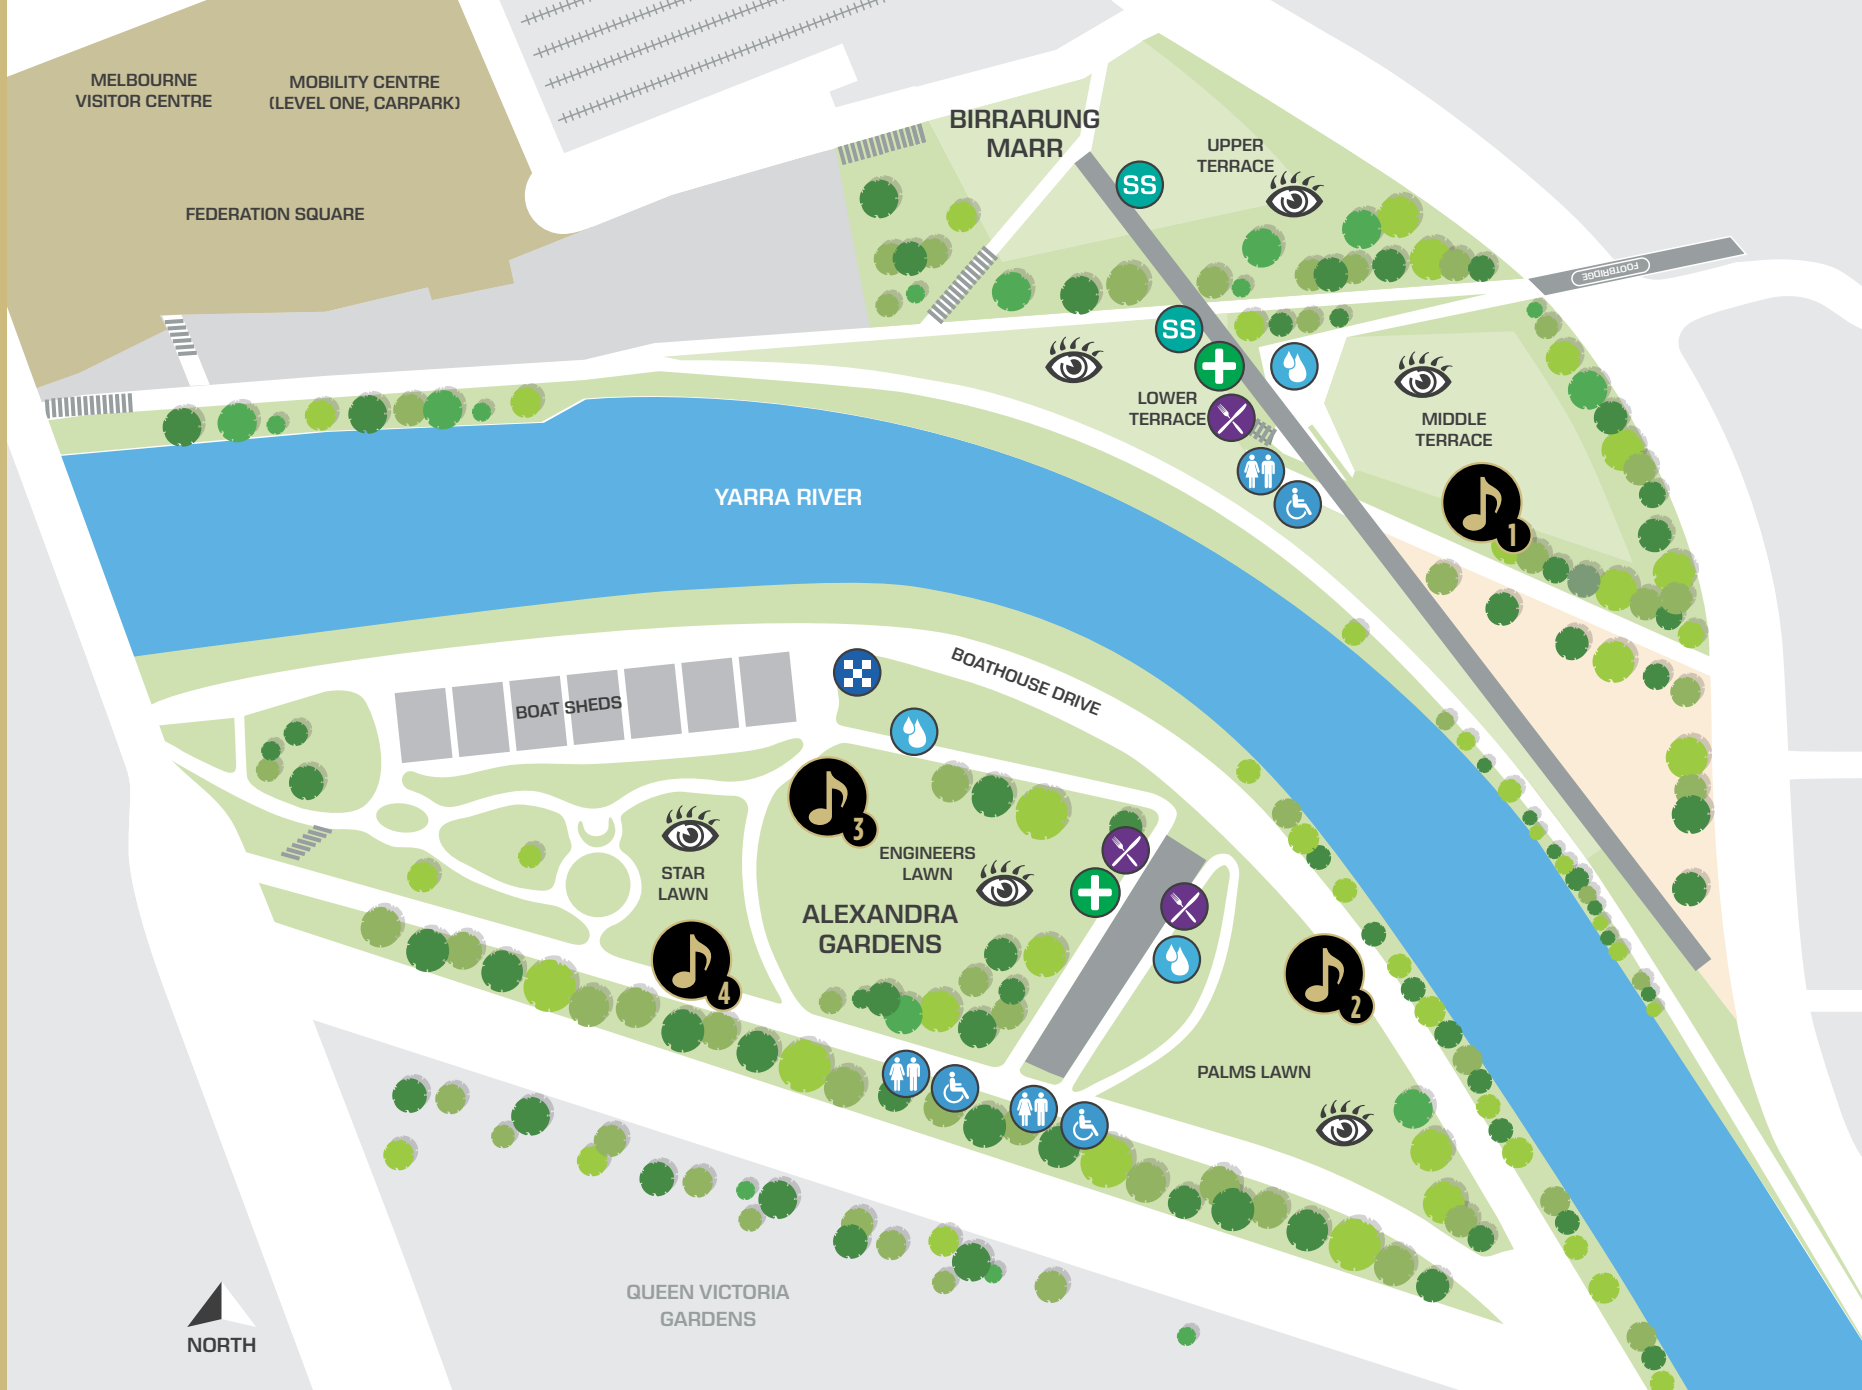 MELBOURNE
VISITOR CENTRE
MOBILITY CENTRE
(LEVEL ONE, CARPARK)
FEDERATION SQUARE
BIRRARUNG
MARR
UPPER
TERRACE
SS
FOOTBRIDGE
SS
LOWER
TERRACE
MIDDLE
TERRACE
1
YARRA RIVER
BOATHOUSE DRIVE
BOAT SHEDS
3
ENGINEERS
LAWN
STAR
LAWN
ALEXANDRA
GARDENS
4
2
PALMS LAWN
QUEEN VICTORIA
GARDENS
NORTH